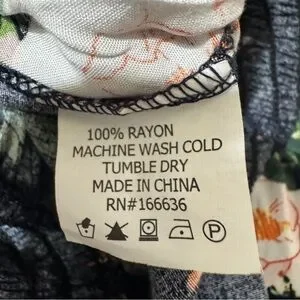 100% RAYON
MACHINE WASH COLD
TUMBLE DRY
MADE IN CHINA
RN#166636
P